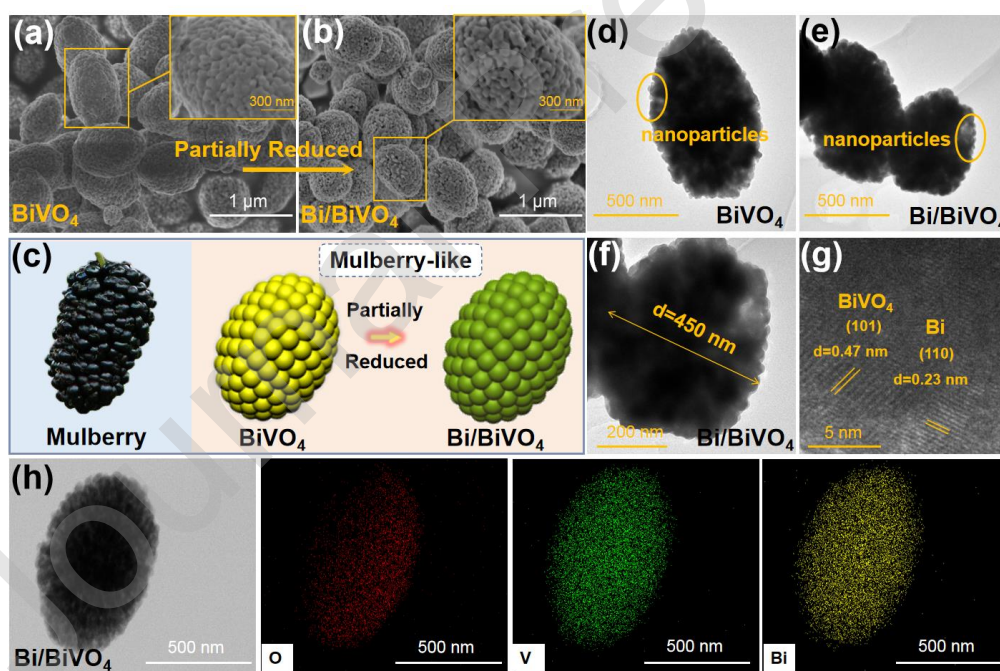 (a)
300 nm
BiVO4
1 μm
Partially Reduced
(b)
300 nm
Bi/BiVO4
1 μm
(c)
Mulberry-like
Mulberry
BiVO4
Partially
Reduced
Bi/BiVO4
(d)
nanoparticles
500 nm
BiVO4
(e)
nanoparticles
500 nm
Bi/BiVO4
(f)
d=450 nm
200 nm
Bi/BiVO4
(g)
BiVO4
(101)
d=0.47 nm
Bi
(110)
d=0.23 nm
5 nm
(h)
Bi/BiVO4
500 nm
O
500 nm
V
500 nm
Bi
500 nm